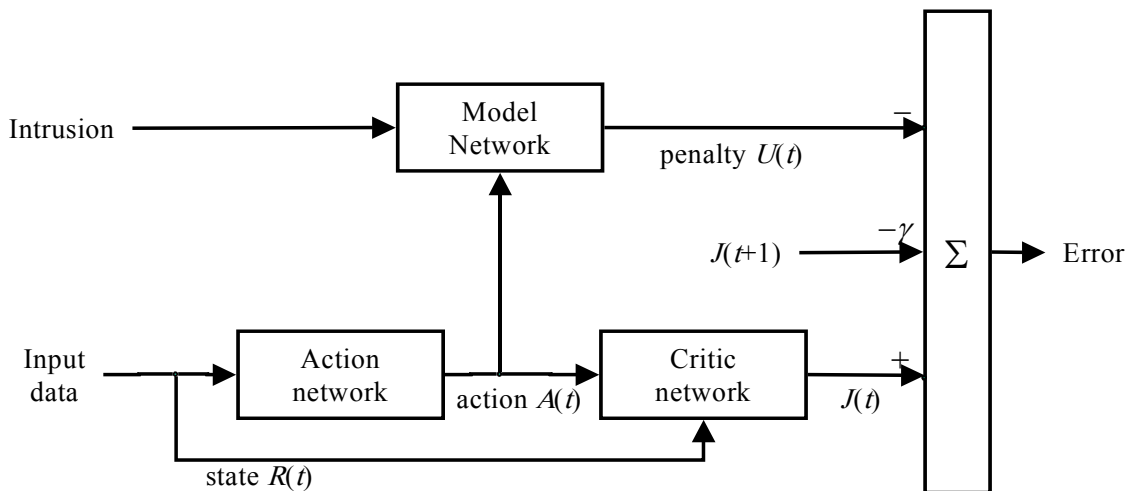 Intrusion
Model
Network
−
penalty U(t)
J(t+1)
−γ
Σ
Error
Input
data
Action
network
action A(t)
Critic
network
+
J(t)
state R(t)